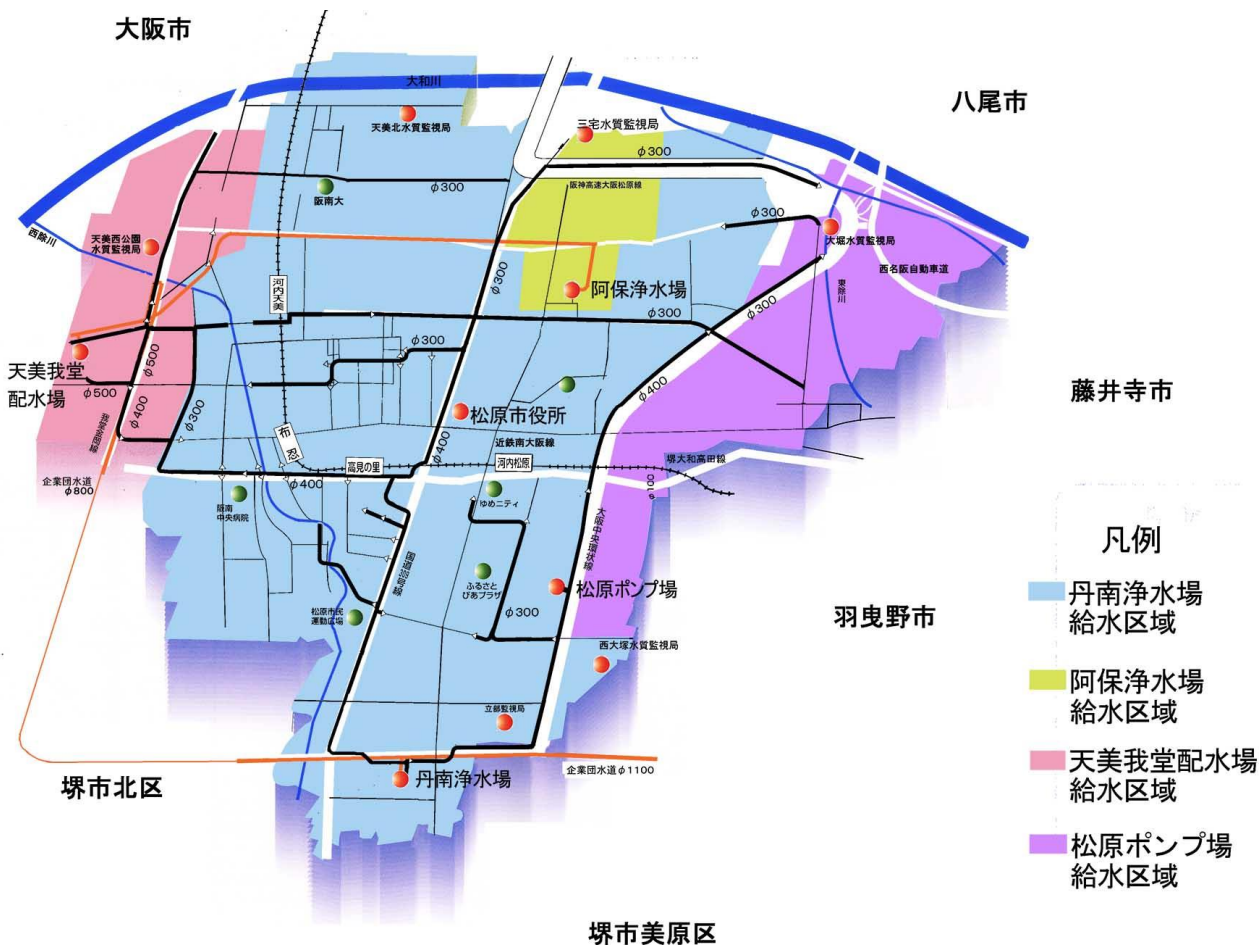 大阪市
大和川
八尾市
天美北水質監視局
三宅水質監視局
φ300
阪神高速大阪松原線
φ300
阪南大
φ300
大堀水質監視局
西除川
天美西公園
水質監視局
西名阪自動車道
河内天美
φ300
阿保浄水場
東除川
φ300
φ300
φ300
天美我堂
配水場
φ500
φ500
φ400
φ300
φ400
松原市役所
藤井寺市
近鉄南大阪線
布忍
高見の里
φ400
河内松原
堺大和高田線
企業団水道
φ800
φ400
阪南
中央病院
ゆめニティ
大阪中央環状線
国道309号線
ふるさと
ぴあプラザ
松原ポンプ場
松原市民
運動広場
φ300
羽曳野市
西大塚水質監視局
立部監視局
企業団水道φ1100
丹南浄水場
堺市北区
堺市美原区
凡例
丹南浄水場
給水区域
阿保浄水場
給水区域
天美我堂配水場
給水区域
松原ポンプ場
給水区域